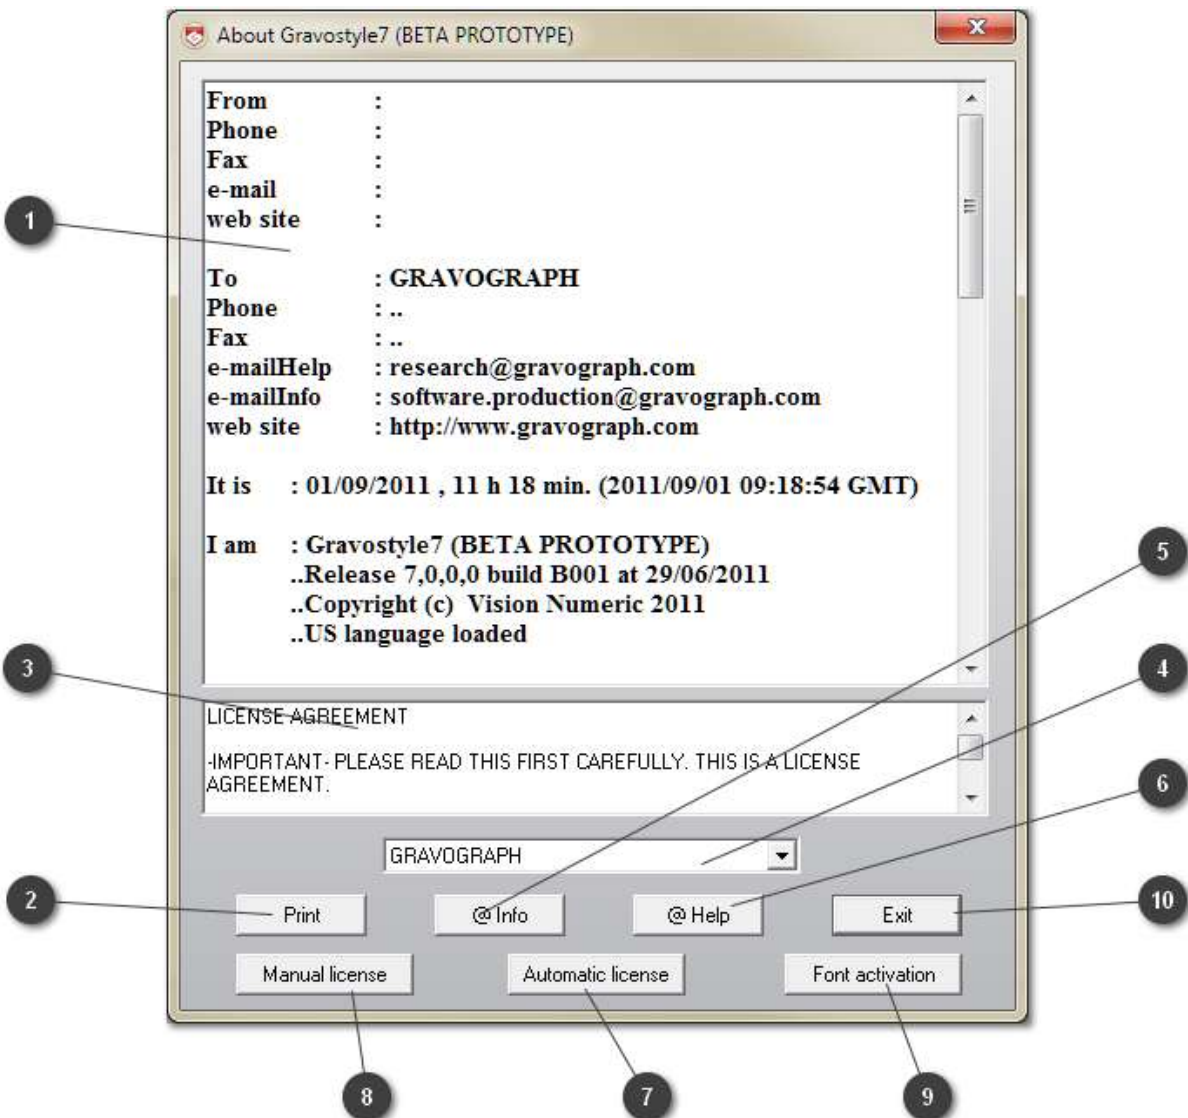 About Gravostyle7 (BETA PROTOTYPE)
From :
Phone :
Fax :
e-mail :
web site :
1
To : GRAVOGRAPH
Phone : ..
Fax : ..
e-mailHelp : research@gravograph.com
e-mailInfo : software.production@gravograph.com
web site : http://www.gravograph.com
It is : 01/09/2011 , 11 h 18 min. (2011/09/01 09:18:54 GMT)
I am : Gravostyle7 (BETA PROTOTYPE)
5
..Release 7,0,0,0 build B001 at 29/06/2011
..Copyright (c) Vision Numeric 2011
..US language loaded
3
4
LICENSE AGREEMENT
-IMPORTANT- PLEASE READ THIS FIRST CAREFULLY. THIS IS A LICENSE
AGREEMENT.
6
GRAVOGRAPH
2
Print @ Info @ Help Exit
10
Manual license Automatic license Font activation
8 7 9